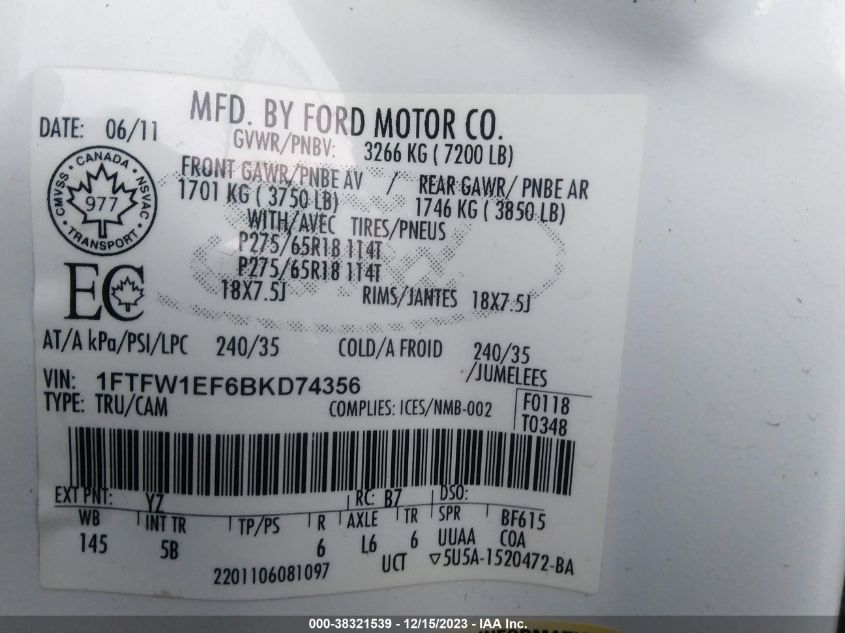 MFD. BY FORD MOTOR CO.
DATE: 06/11
GVWR/PNBV: 3266 KG ( 7200 LB)
FRONT GAWR/PNBE AV / REAR GAWR/ PNBE AR
1701 KG ( 3750 LB) 1746 KG ( 3850 LB)
WITH/AVEC TIRES/PNEUS
P275/65R18 114T
P275/65R18 114T
18X7.5J RIMS/JANTES 18X7.5J
CANADA
CMVSS 977 NSVAC
TRANSPORT
EC
AT/A kPa/PSI/LPC 240/35 COLD/A FROID 240/35
/JUMELEES
VIN: 1FTFW1EF6BKD74356
TYPE: TRU/CAM COMPLIES: ICES/NMB-002
F0118
T0348
EXT PNT: YZ RC: B7 DSO:
WB INT TR TP/PS R AXLE TR SPR BF615
145 5B 6 L6 6 UUAA COA
2201106081097 UCT 5U5A-1520472-BA
000-38321539 - 12/15/2023 - IAA Inc.